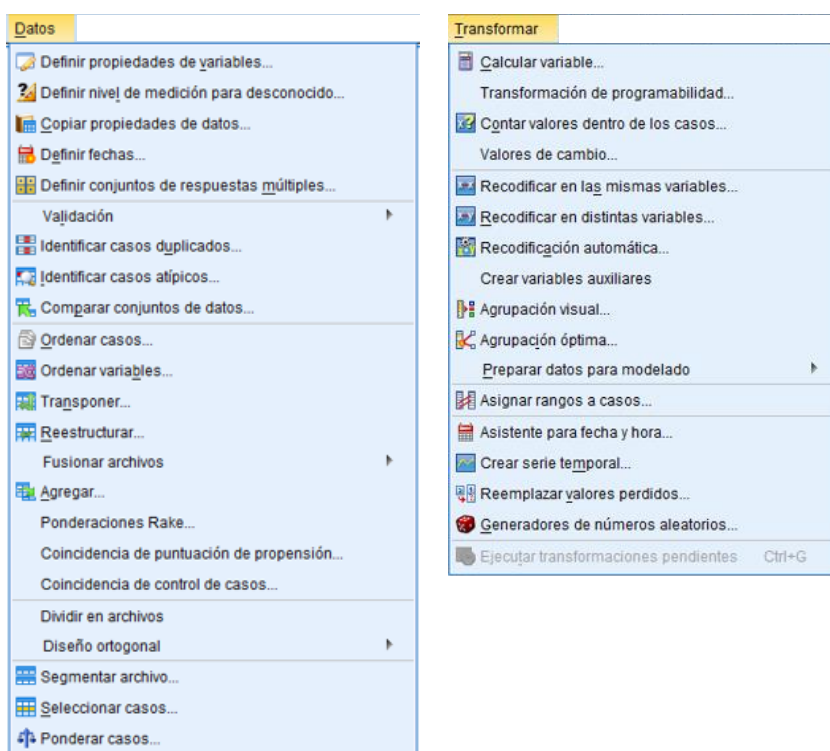 Datos
Definir propiedades de variables...
Definir nivel de medición para desconocido...
Copiar propiedades de datos...
Definir fechas...
Definir conjuntos de respuestas múltiples...
Validación
Identificar casos duplicados...
Identificar casos atípicos...
Comparar conjuntos de datos...
Ordenar casos...
Ordenar variables...
Transponer...
Reestructurar...
Fusionar archivos
Agregar...
Ponderaciones Rake...
Coincidencia de puntuación de propensión...
Coincidencia de control de casos...
Dividir en archivos
Diseño ortogonal
Segmentar archivo...
Seleccionar casos...
Ponderar casos...
Transformar
Calcular variable...
Transformación de programabilidad...
Contar valores dentro de los casos...
Valores de cambio...
Recodificar en las mismas variables...
Recodificar en distintas variables...
Recodificación automática...
Crear variables auxiliares
Agrupación visual...
Agrupación óptima...
Preparar datos para modelado
Asignar rangos a casos...
Asistente para fecha y hora...
Crear serie temporal...
Reemplazar valores perdidos...
Generadores de números aleatorios...
Ejecutar transformaciones pendientes Ctrl+G